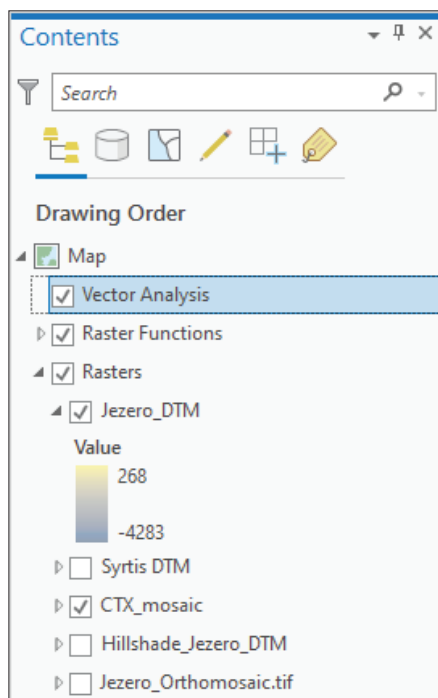 Contents
Search
Drawing Order
Map
Vector Analysis
Raster Functions
Rasters
Jezero_DTM
Value
268
-4283
Syrtis DTM
CTX_mosaic
Hillshade_Jezero_DTM
Jezero_Orthomosaic.tif